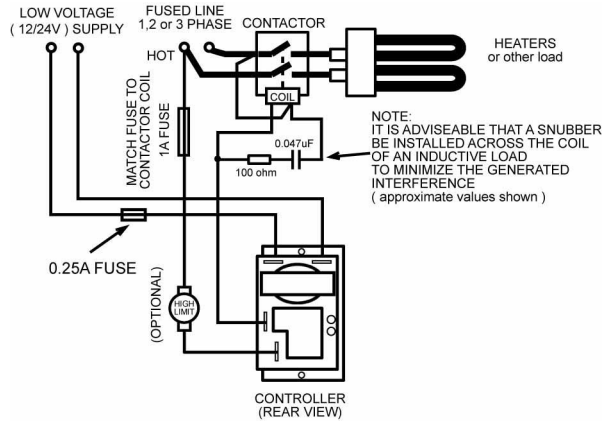 LOW VOLTAGE
( 12/24V ) SUPPLY
FUSED LINE
1,2 or 3 PHASE
CONTACTOR
HOT
HEATERS
or other load
COIL
MATCH FUSE TO
CONTACTOR COIL
1A FUSE
0.047uF
100 ohm
NOTE:
IT IS ADVISEABLE THAT A SNUBBER
BE INSTALLED ACROSS THE COIL
OF AN INDUCTIVE LOAD
TO MINIMIZE THE GENERATED
INTERFERENCE
( approximate values shown )
0.25A FUSE
(OPTIONAL)
HIGH
LIMIT
CONTROLLER
(REAR VIEW)